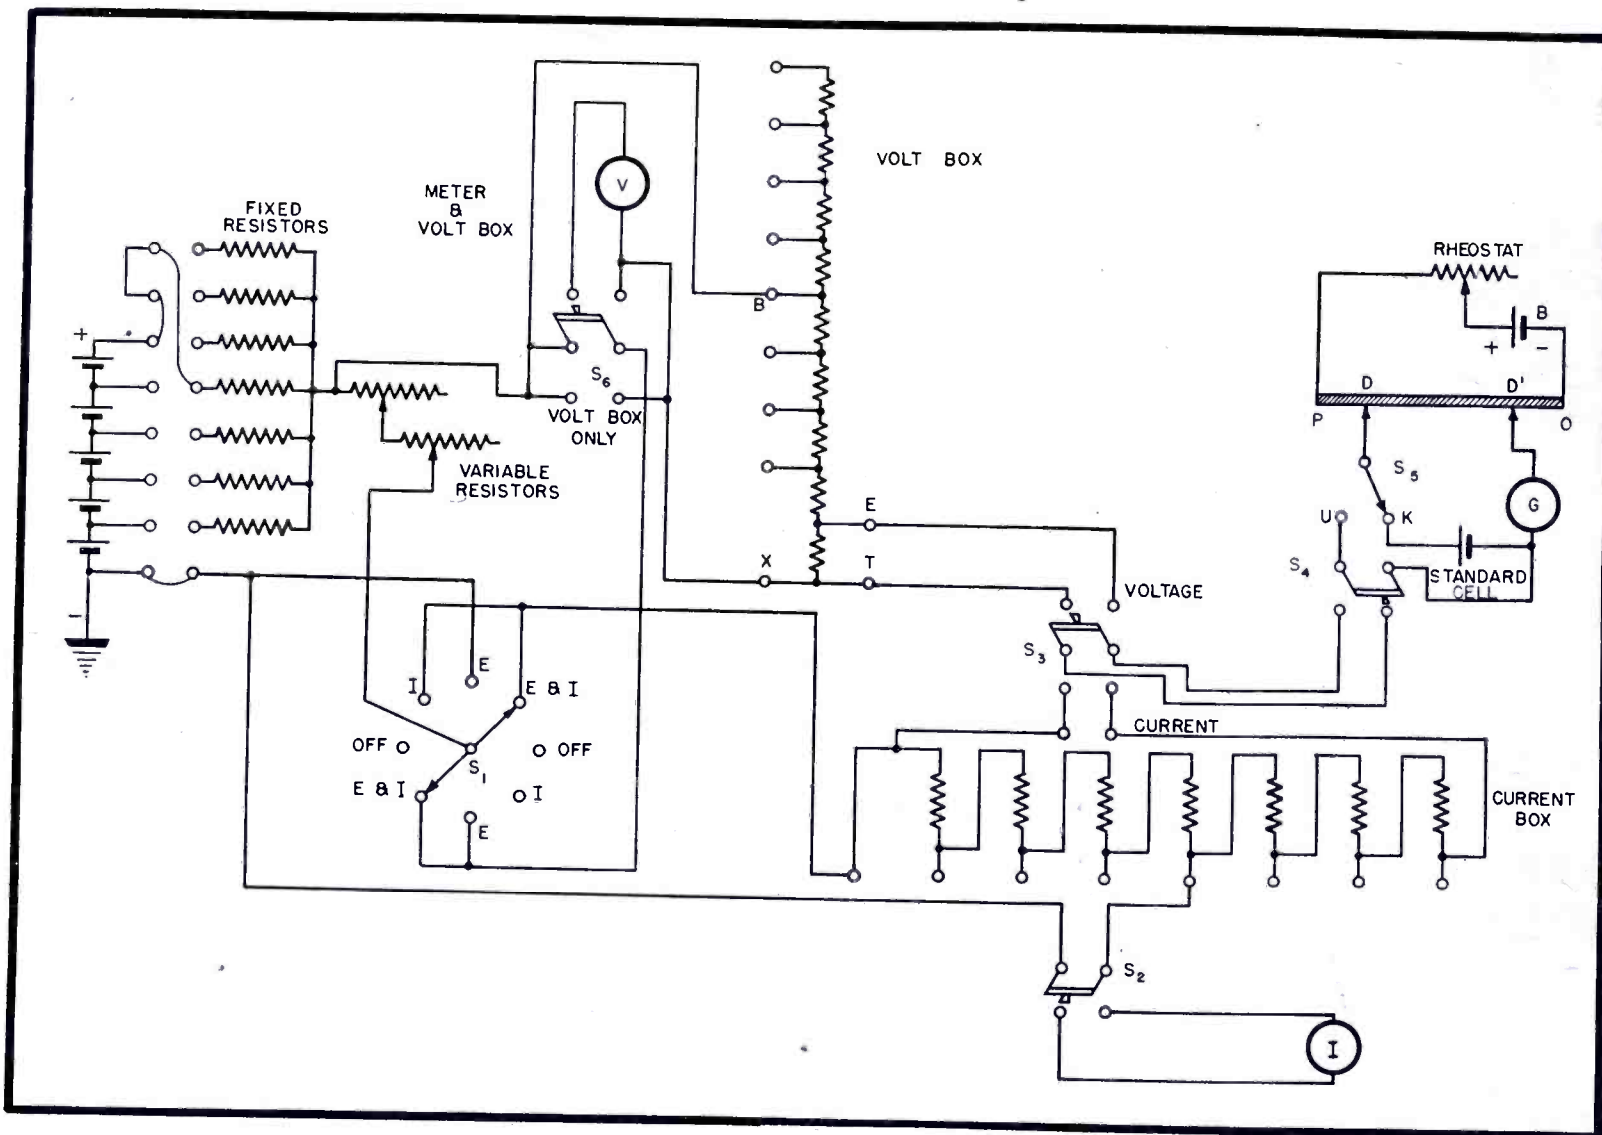 METER
&
VOLT BOX
V
VOLT BOX
FIXED
RESISTORS
RHEOSTAT
B
B
+
+
-
S6
VOLT BOX
ONLY
D
D'
P
O
VARIABLE
RESISTORS
S5
E
U
K
G
X
T
S4
STANDARD
CELL
VOLTAGE
-
S3
I
E
E & I
OFF
OFF
S1
CURRENT
E & I
I
E
CURRENT
BOX
S2
I